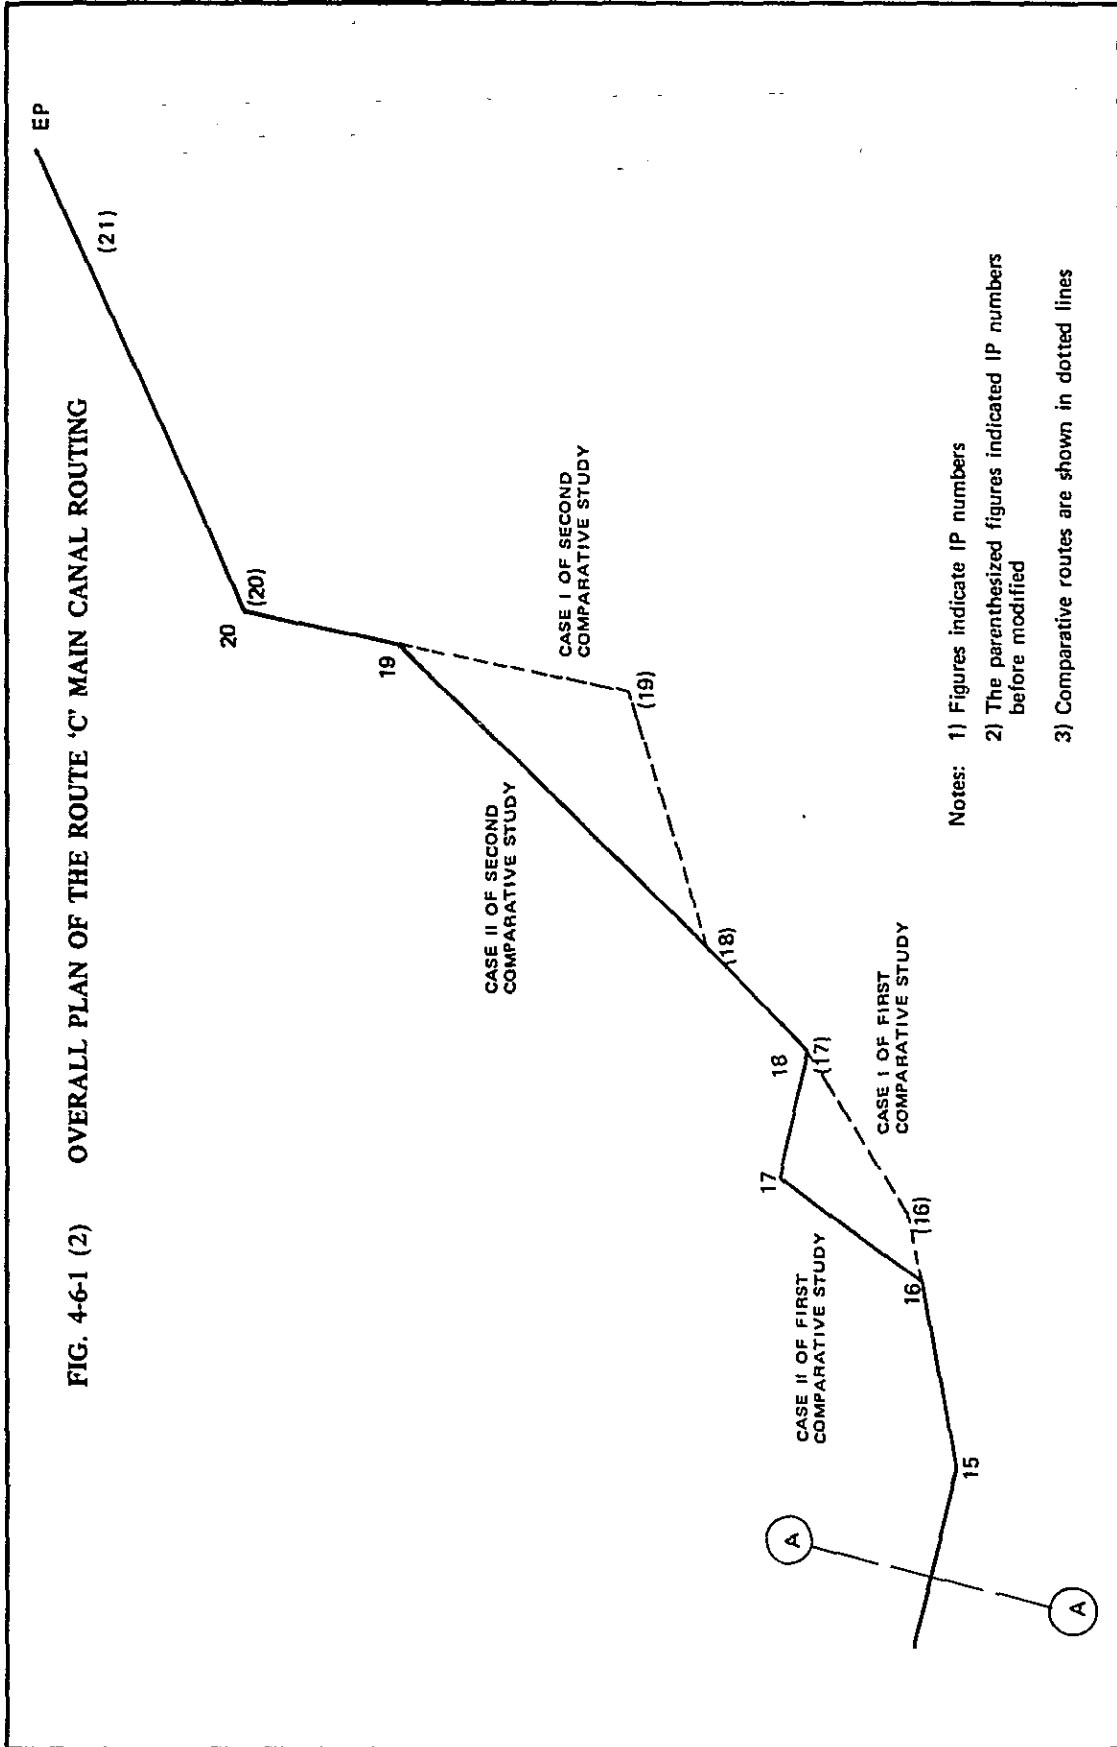 FIG. 4-6-1 (2) OVERALL PLAN OF THE ROUTE 'C' MAIN CANAL ROUTING
EP
(21)
20
(20)
19
CASE I OF SECOND
COMPARATIVE STUDY
(19)
CASE II OF SECOND
COMPARATIVE STUDY
(18)
18
(17)
CASE I OF FIRST
COMPARATIVE STUDY
17
(16)
16
CASE II OF FIRST
COMPARATIVE STUDY
15
A
A
Notes: 1) Figures indicate IP numbers
2) The parenthesized figures indicated IP numbers
before modified
3) Comparative routes are shown in dotted lines